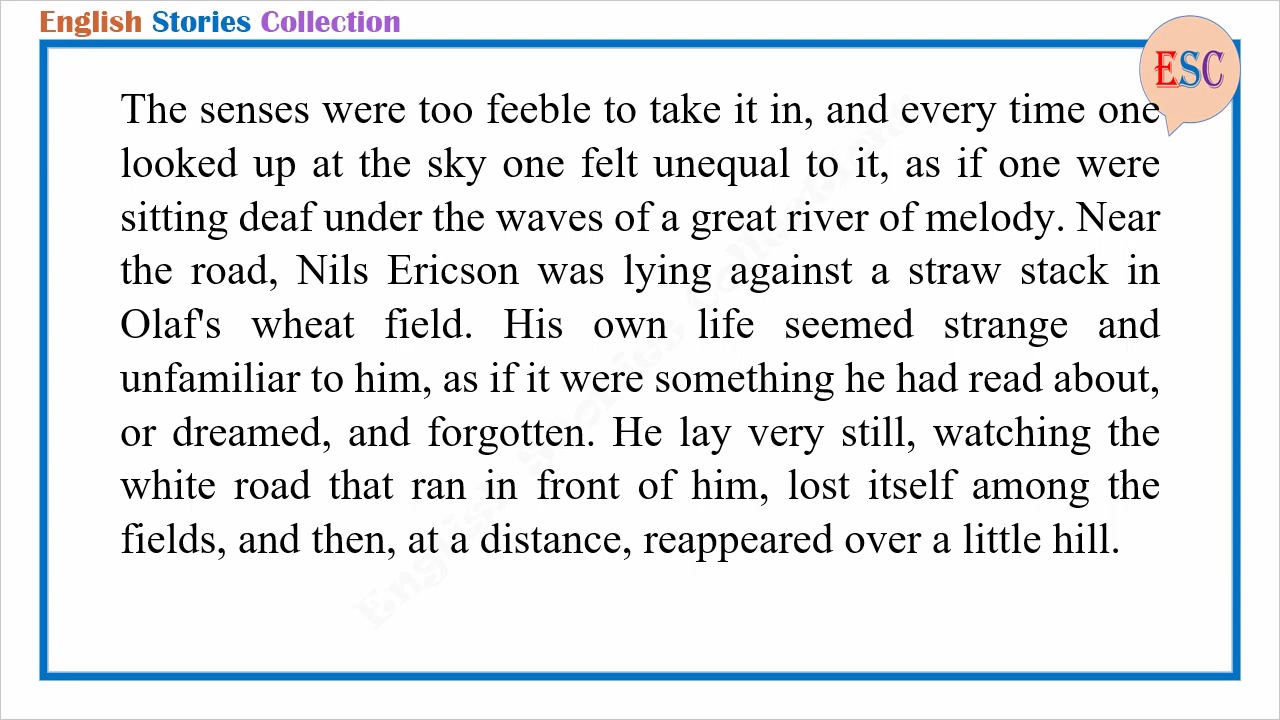 English Stories Collection
ESC
The senses were too feeble to take it in, and every time one
looked up at the sky one felt unequal to it, as if one were
sitting deaf under the waves of a great river of melody. Near
the road, Nils Ericson was lying against a straw stack in
Olaf's wheat field. His own life seemed strange and
unfamiliar to him, as if it were something he had read about,
or dreamed, and forgotten. He lay very still, watching the
white road that ran in front of him, lost itself among the
fields, and then, at a distance, reappeared over a little hill.
English Stories Collection